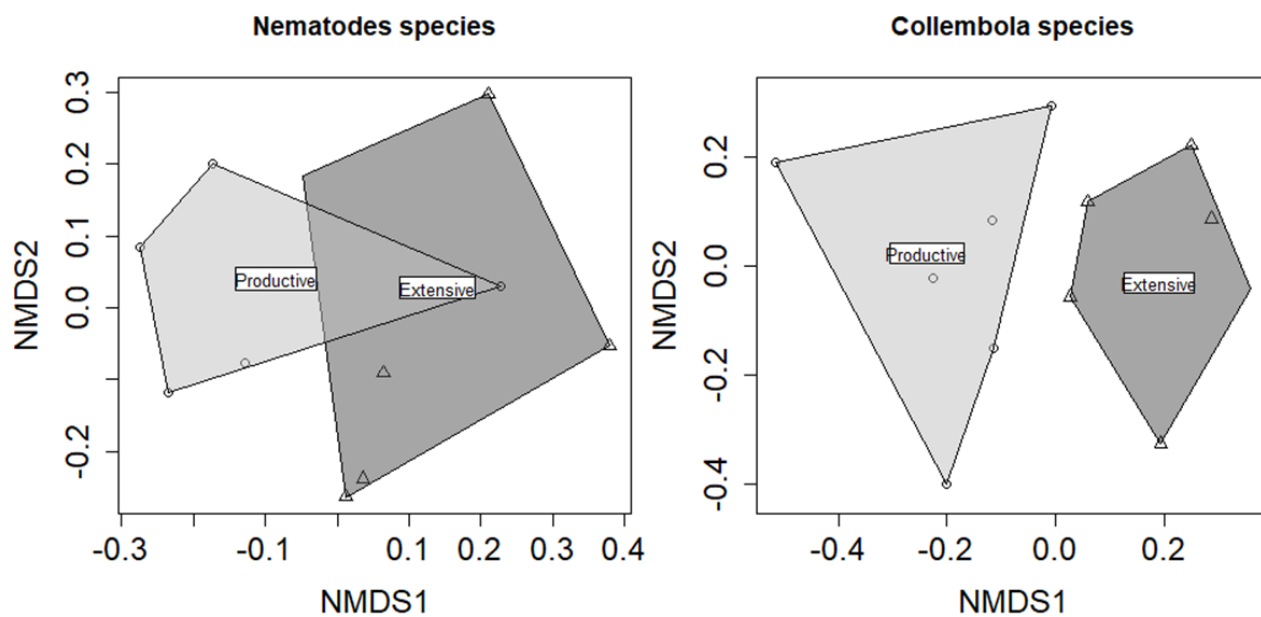 Nematodes species
NMDS2
0.3
0.2
0.1
0.0
-0.2
Productive
Extensive
-0.3
-0.1
0.1
0.2
0.3
0.4
NMDS1
Collembola species
NMDS2
0.2
0.0
-0.2
-0.4
Productive
Extensive
-0.4
-0.2
0.0
0.2
NMDS1